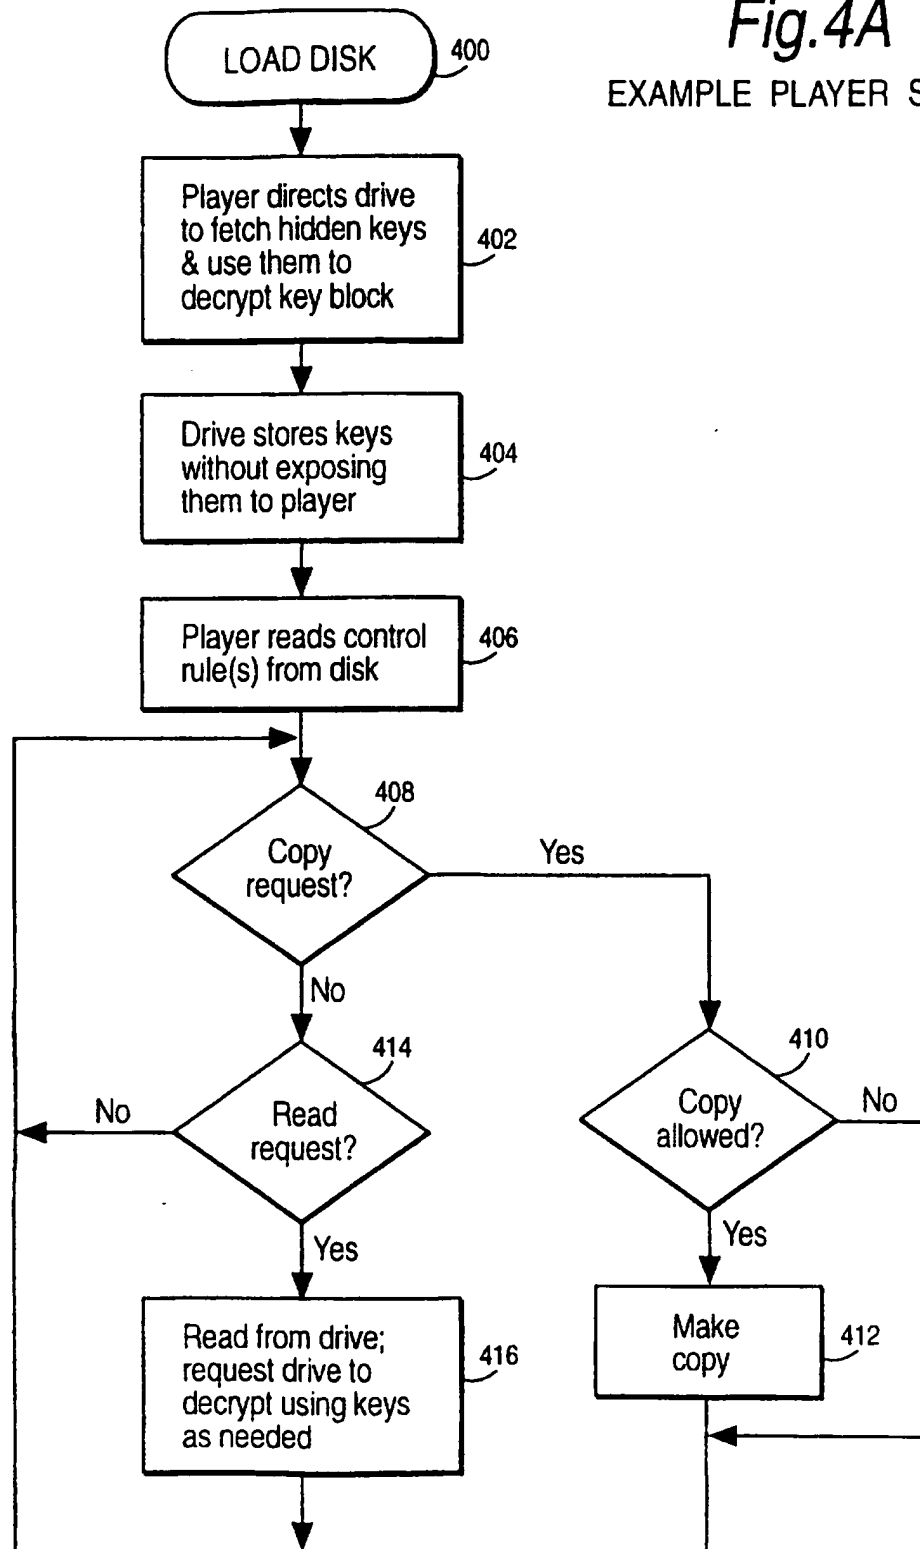 Fig.4A
EXAMPLE PLAYER S
LOAD DISK
400
Player directs drive
to fetch hidden keys
& use them to
decrypt key block
402
Drive stores keys
without exposing
them to player
404
Player reads control
rule(s) from disk
406
408
Copy
request?
Yes
No
414
Read
request?
No
Yes
410
Copy
allowed?
No
Yes
Read from drive;
request drive to
decrypt using keys
as needed
416
Make
copy
412